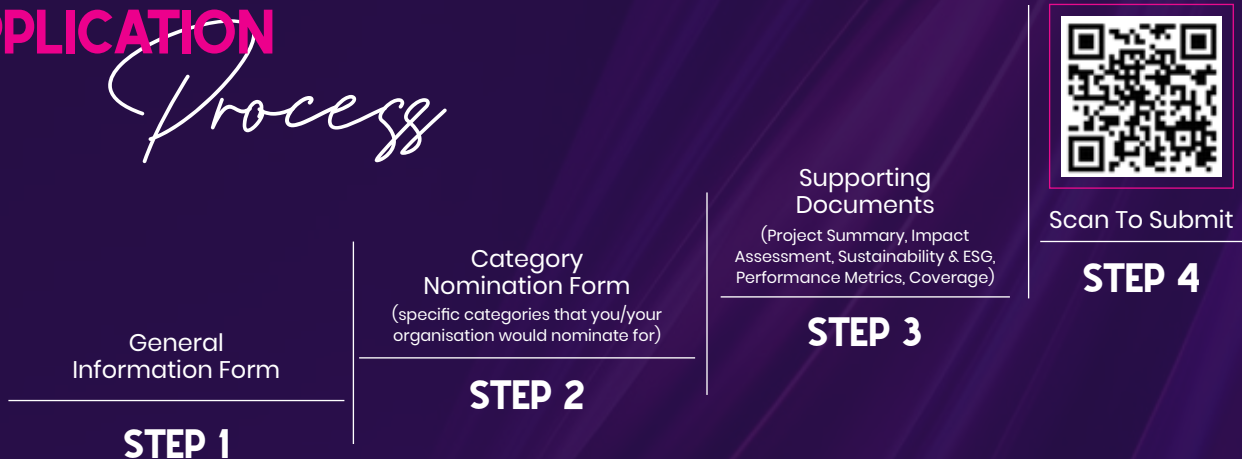 PPLICATION
Process
General
Information Form
STEP 1
Category
Nomination Form
(specific categories that you/your
organisation would nominate for)
STEP 2
Supporting
Documents
(Project Summary, Impact
Assessment, Sustainability & ESG,
Performance Metrics, Coverage)
STEP 3
Scan To Submit
STEP 4